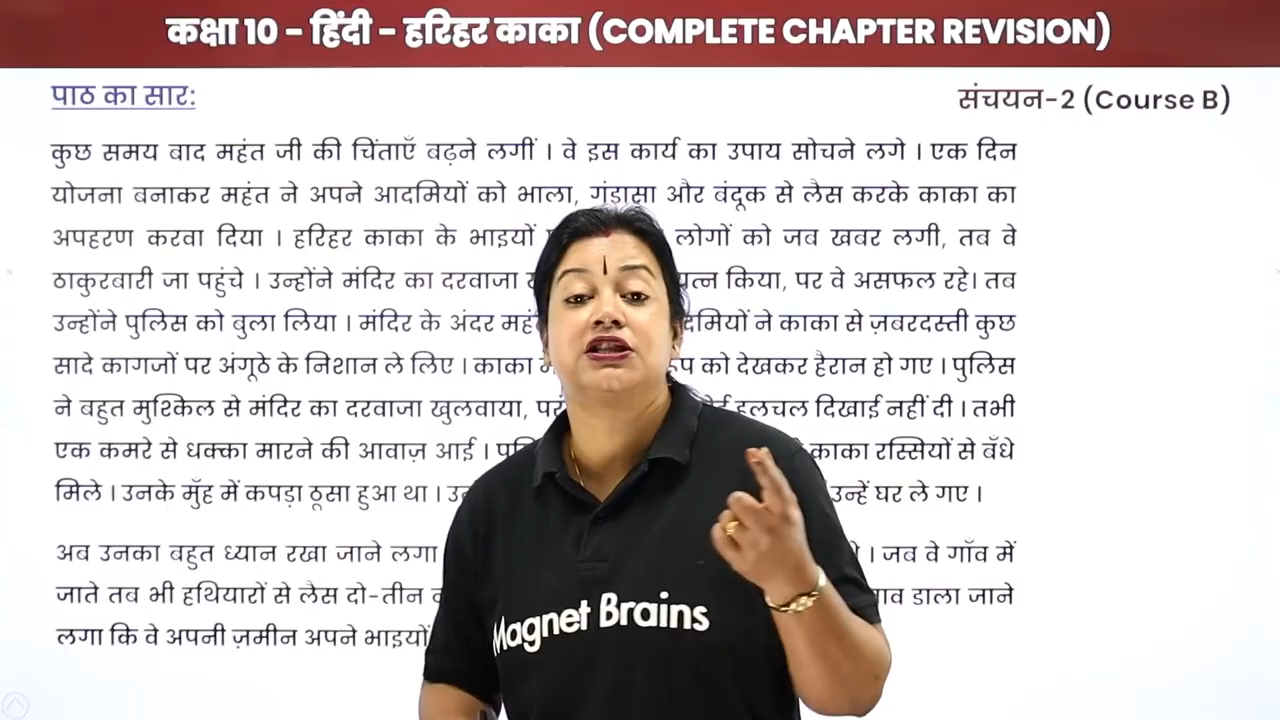 कक्षा 10 - हिंदी - हरिहर काका (COMPLETE CHAPTER REVISION)
पाठ का सार:
संचयन-2 (Course B)
कुछ समय बाद महंत जी की चिंताएँ बढ़ने लगीं । वे इस कार्य का उपाय सोचने लगे । एक दिन
योजना बनाकर महंत ने अपने आदमियों को भाला, गंडासा और बंदूक से लैस करके काका का
अपहरण करवा दिया । हरिहर काका के भाइयों लोगों को जब खबर लगी, तब वे
ठाकुरबारी जा पहुंचे । उन्होंने मंदिर का दरवाजा किया, पर वे असफल रहे। तब
उन्होंने पुलिस को बुला लिया । मंदिर के अंदर ने काका से ज़बरदस्ती कुछ
सादे कागजों पर अंगूठे के निशान ले लिए । काका को देखकर हैरान हो गए । पुलिस
ने बहुत मुश्किल से मंदिर का दरवाजा खुलवाया, हलचल दिखाई नहीं दी । तभी
एक कमरे से धक्का मारने की आवाज़ आई । काका रस्सियों से बँधे
मिले । उनके मुँह में कपड़ा ठूसा हुआ था । उन्हें घर ले गए ।
अब उनका बहुत ध्यान रखा जाने लगा । जब वे गाँव में
जाते तब भी हथियारों से लैस दो-तीन डाला जाने
लगा कि वे अपनी ज़मीन अपने भाइयों
Magnet Brains